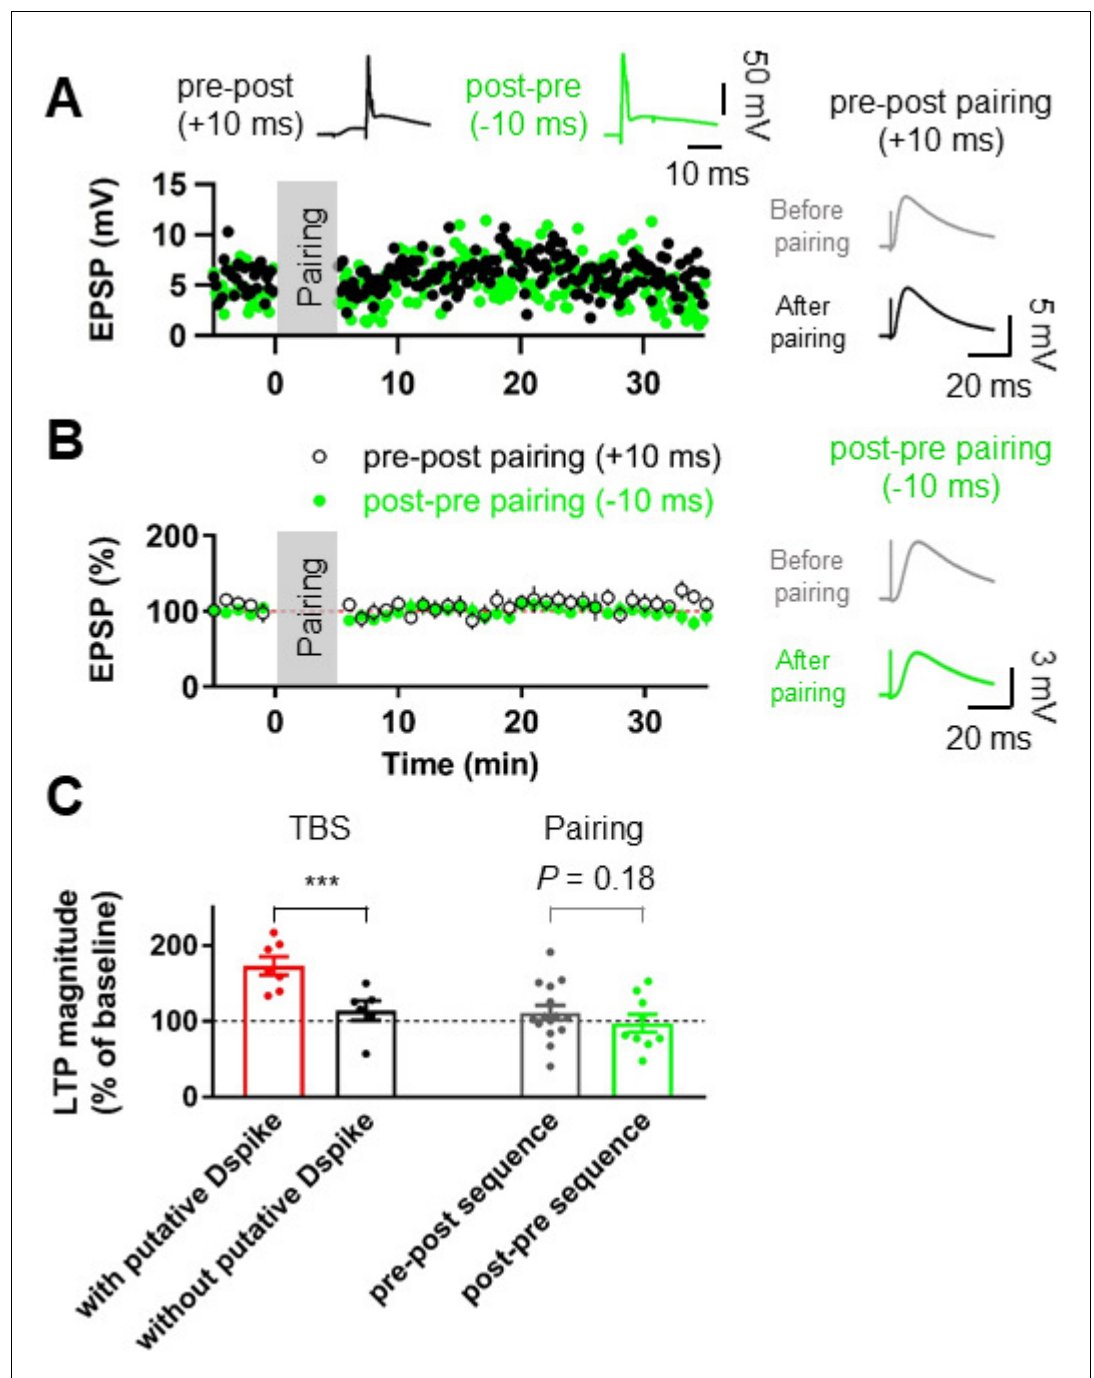 A
pre-post
(+10 ms)
post-pre
(-10 ms)
50 mV
10 ms
pre-post pairing
(+10 ms)
EPSP (mV)
15
10
5
0
Pairing
0
10
20
30
Before
pairing
After
pairing
5 mV
20 ms
B
pre-post pairing (+10 ms)
post-pre pairing (-10 ms)
EPSP (%)
200
100
0
Pairing
0
10
20
30
Time (min)
post-pre pairing
(-10 ms)
Before
pairing
After
pairing
3 mV
20 ms
C
TBS
Pairing
***
P = 0.18
LTP magnitude
(% of baseline)
200
100
0
with putative Dspike
without putative Dspike
pre-post sequence
post-pre sequence